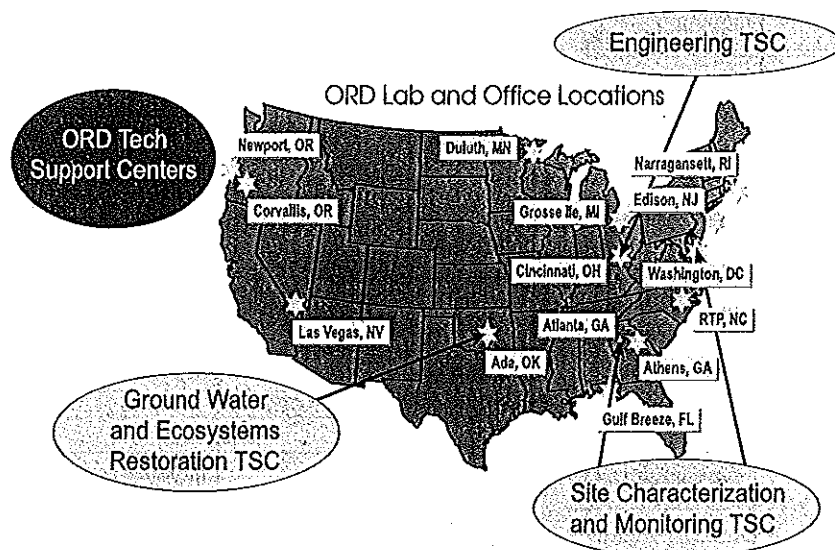 Engineering TSC
ORD Lab and Office Locations
ORD Tech
Support Centers
Newport, OR
Duluth, MN
Narragansett, RI
Edison, NJ
Corvallis, OR
Grosse Ile, MI
Cincinnati, OH
Washington, DC
Las Vegas, NV
Atlanta, GA
RTP, NC
Ada, OK
Athens, GA
Ground Water
and Ecosystems
Restoration TSC
Gulf Breeze, FL
Site Characterization
and Monitoring TSC